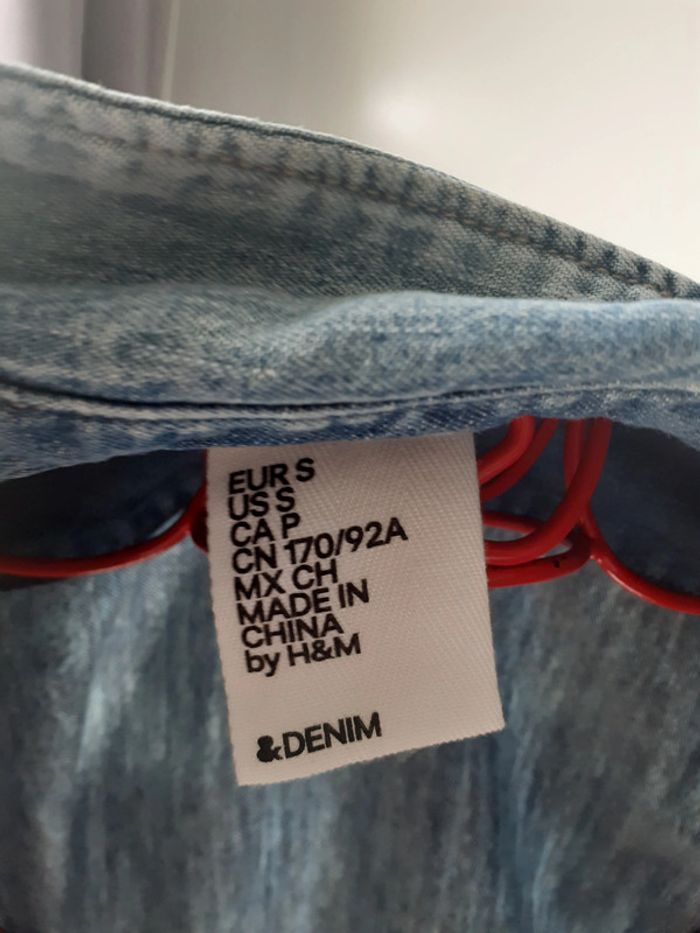 EUR S
US S
CA P
CN 170/92A
MX CH
MADE IN
CHINA
by H&M
&DENIM